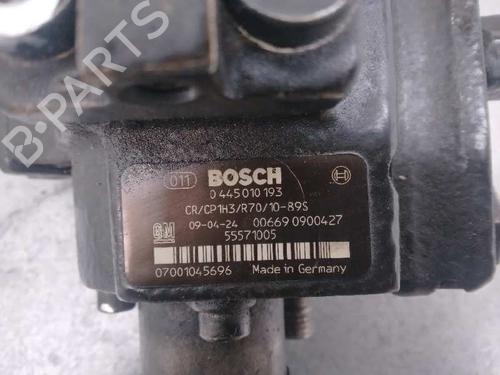 011 BOSCH
0 445 010 193
CR/CP1H3/R70/10-89S
GM 09-04-24 00669 0900427
55571005
07001045696 Made in Germany
B-PARTS